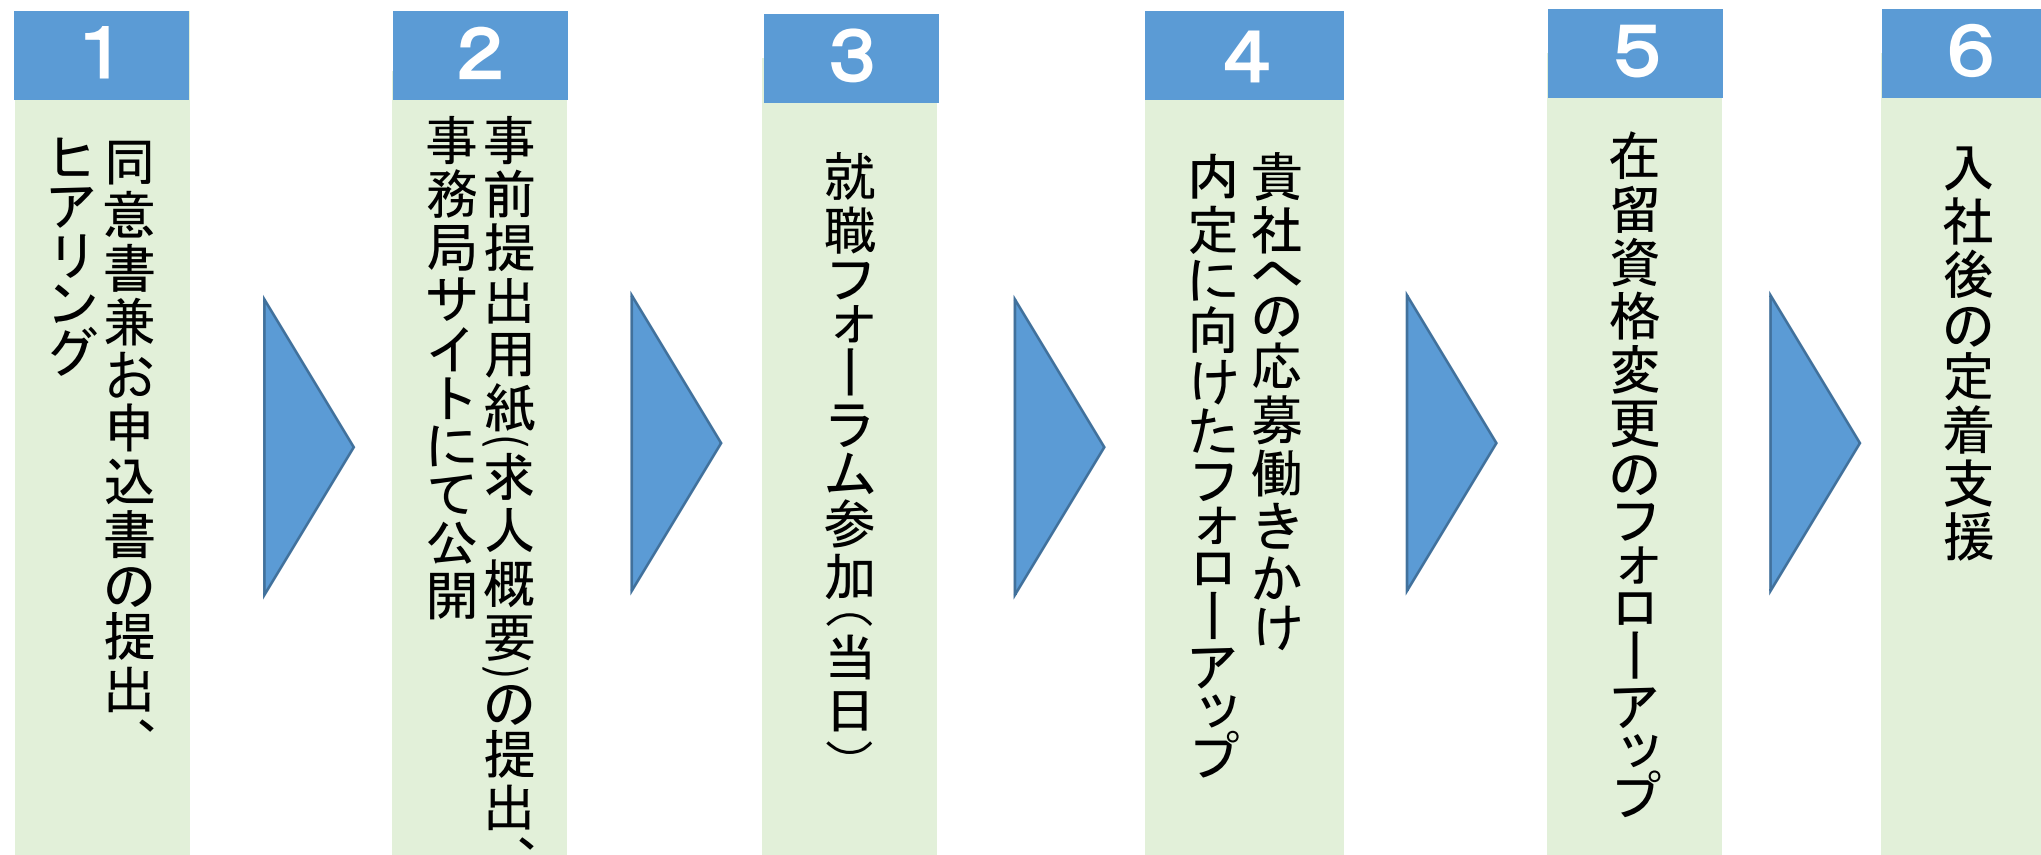 1
同意書兼お申込書の提出、
ヒアリング
2
事前提出用紙(求人概要)の提出、
事務局サイトにて公開
3
就職フォーラム参加(当日)
4
貴社への応募働きかけ
内定に向けたフォローアップ
5
在留資格変更のフォローアップ
6
入社後の定着支援